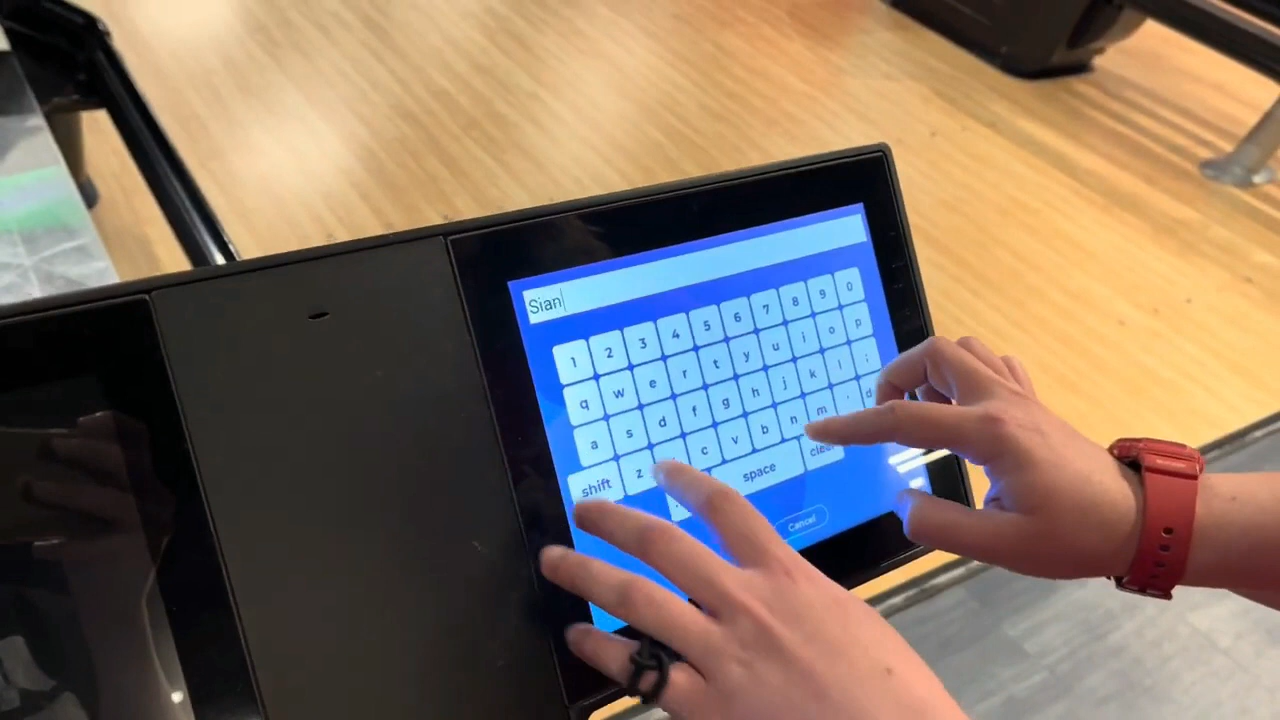 Sian
1 2 3 4 5 6 7 8 9 0
q w e r t y u i o p
a s d f g h j k l ;
shift z c v b n m .
space clear
Cancel